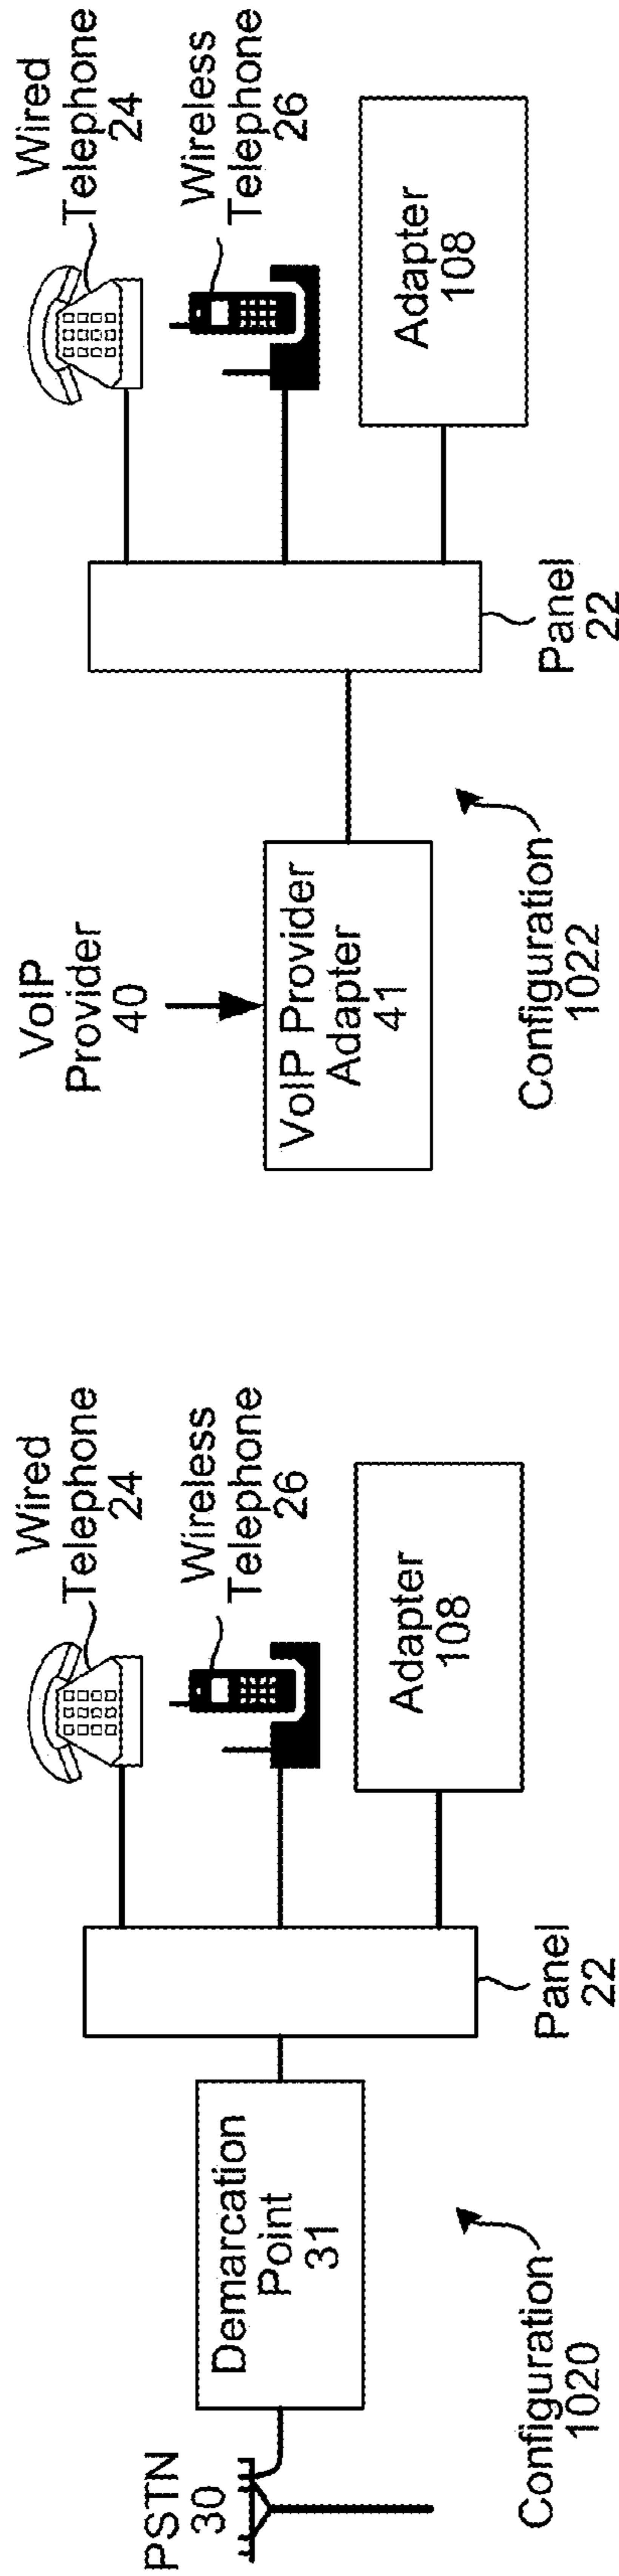 PSTN
30
Demarcation
Point
31
Panel
22
Wired
Telephone
24
Wireless
Telephone
26
Adapter
108
Configuration
1020
VoIP
Provider
40
VoIP Provider
Adapter
41
Panel
22
Wired
Telephone
24
Wireless
Telephone
26
Adapter
108
Configuration
1022